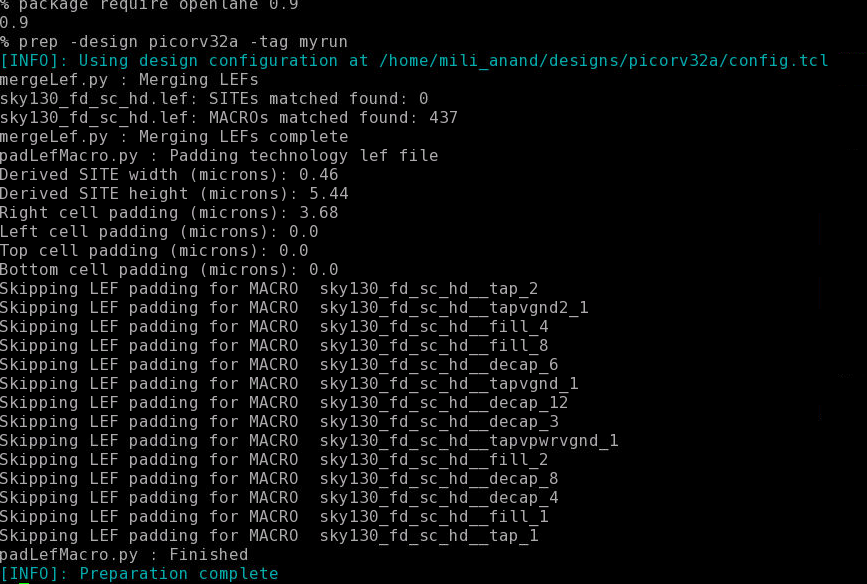 % package require openlane 0.9
0.9
% prep -design picorv32a -tag myrun
[INFO]: Using design configuration at /home/mili_anand/designs/picorv32a/config.tcl
mergeLef.py : Merging LEFs
sky130_fd_sc_hd.lef: SITEs matched found: 0
sky130_fd_sc_hd.lef: MACROs matched found: 437
mergeLef.py : Merging LEFs complete
padLefMacro.py : Padding technology lef file
Derived SITE width (microns): 0.46
Derived SITE height (microns): 5.44
Right cell padding (microns): 3.68
Left cell padding (microns): 0.0
Top cell padding (microns): 0.0
Bottom cell padding (microns): 0.0
Skipping LEF padding for MACRO  sky130_fd_sc_hd__tap_2
Skipping LEF padding for MACRO  sky130_fd_sc_hd__tapvgnd2_1
Skipping LEF padding for MACRO  sky130_fd_sc_hd__fill_4
Skipping LEF padding for MACRO  sky130_fd_sc_hd__fill_8
Skipping LEF padding for MACRO  sky130_fd_sc_hd__decap_6
Skipping LEF padding for MACRO  sky130_fd_sc_hd__tapvgnd_1
Skipping LEF padding for MACRO  sky130_fd_sc_hd__decap_12
Skipping LEF padding for MACRO  sky130_fd_sc_hd__decap_3
Skipping LEF padding for MACRO  sky130_fd_sc_hd__tapvpwrvgnd_1
Skipping LEF padding for MACRO  sky130_fd_sc_hd__fill_2
Skipping LEF padding for MACRO  sky130_fd_sc_hd__decap_8
Skipping LEF padding for MACRO  sky130_fd_sc_hd__decap_4
Skipping LEF padding for MACRO  sky130_fd_sc_hd__fill_1
Skipping LEF padding for MACRO  sky130_fd_sc_hd__tap_1
padLefMacro.py : Finished
[INFO]: Preparation complete